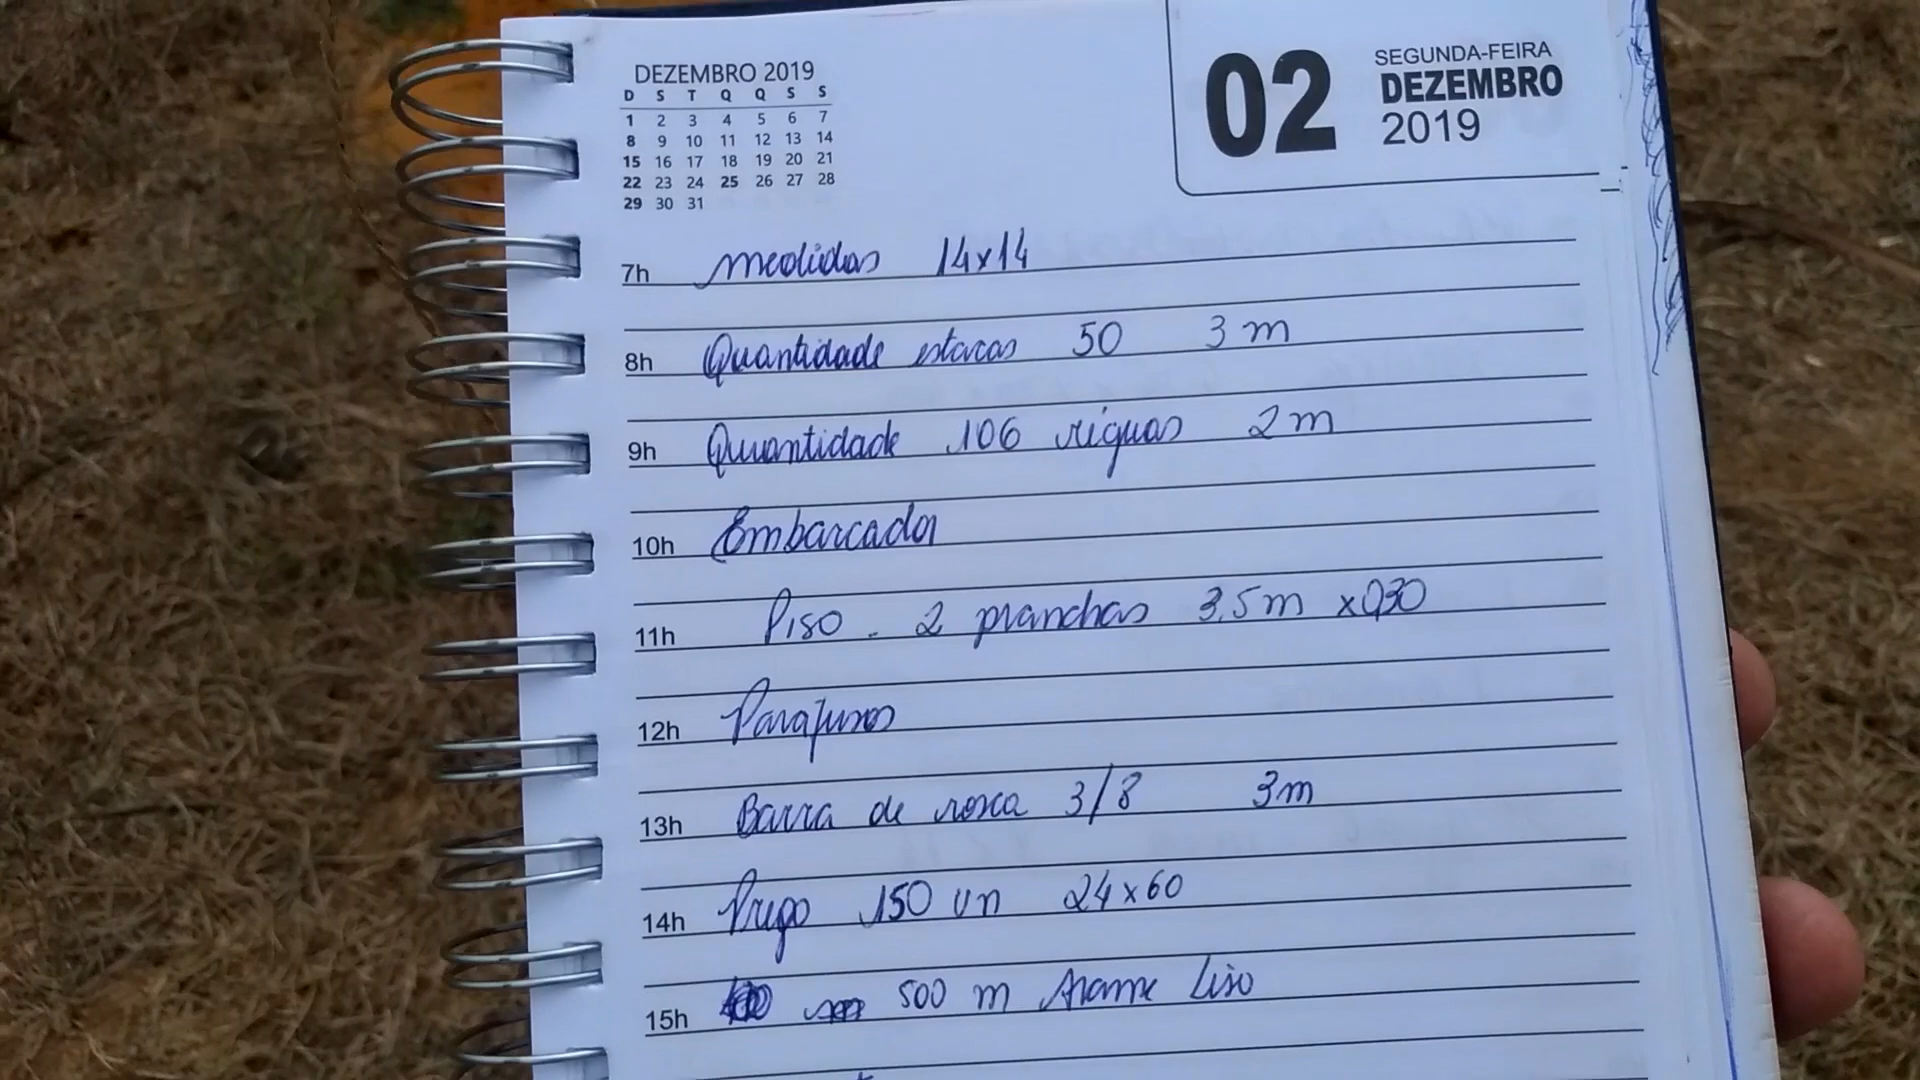 DEZEMBRO 2019
D S T Q Q S S
1 2 3 4 5 6 7
8 9 10 11 12 13 14
15 16 17 18 19 20 21
22 23 24 25 26 27 28
29 30 31
02 SEGUNDA-FEIRA
DEZEMBRO
2019
7h medidas 14x14
8h Quantidade estacas 50 3 m
9h Quantidade 106 riguas 2 m
10h Embarcador
11h Piso . 2 pranchas 3,5 m x 0,30
12h Parafusos
13h Barra de rosca 3/8 3m
14h Prego 150 un 24x60
15h 500 m Arame Liso